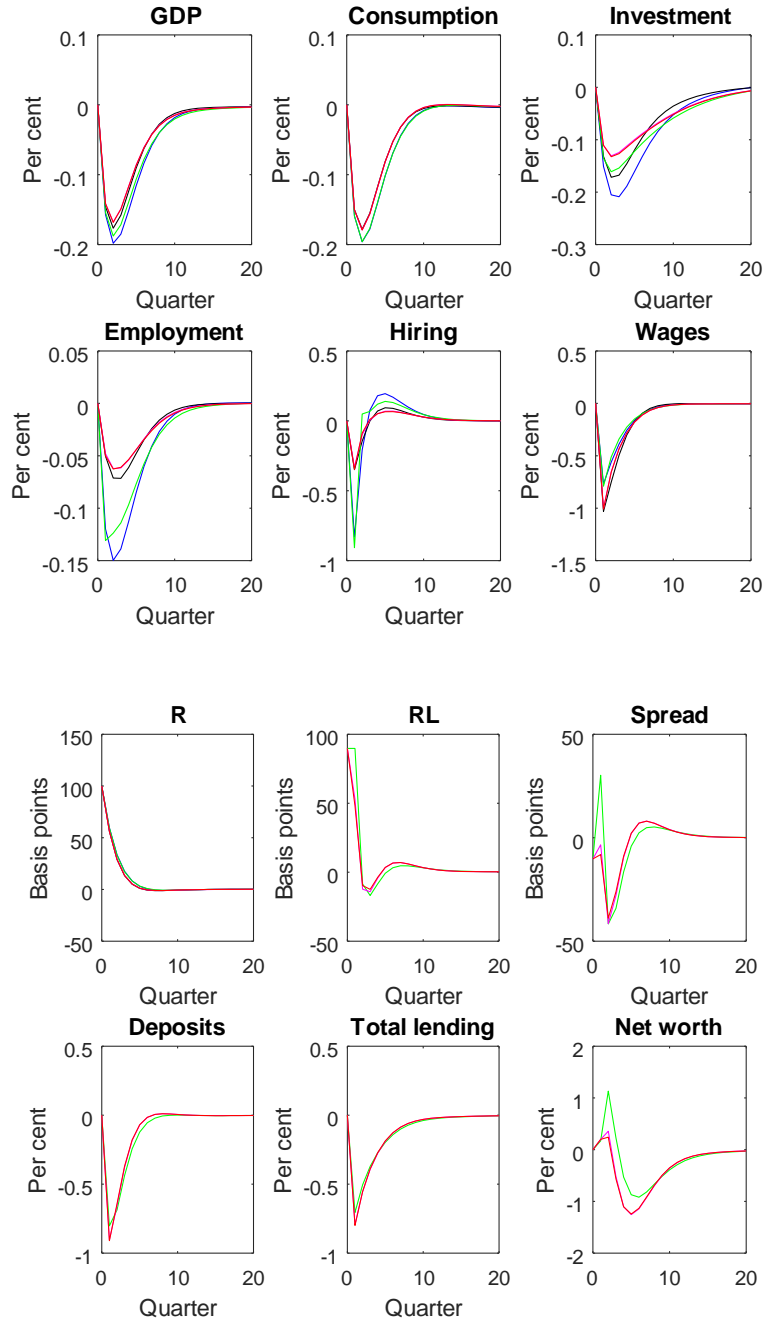 GDP
Consumption
Investment
Per cent
0.1
0
-0.1
-0.2
0
10
20
Quarter
Per cent
0.1
0
-0.1
-0.2
0
10
20
Quarter
Per cent
0.1
0
-0.1
-0.2
-0.3
0
10
20
Quarter
Employment
Hiring
Wages
Per cent
0.05
0
-0.05
-0.1
-0.15
0
10
20
Quarter
Per cent
0.5
0
-0.5
-1
0
10
20
Quarter
Per cent
0.5
0
-0.5
-1
-1.5
0
10
20
Quarter
R
RL
Spread
Basis points
150
100
50
0
-50
0
10
20
Quarter
Basis points
100
50
0
-50
0
10
20
Quarter
Basis points
50
0
-50
0
10
20
Quarter
Deposits
Total lending
Net worth
Per cent
0.5
0
-0.5
-1
0
10
20
Quarter
Per cent
0.5
0
-0.5
-1
0
10
20
Quarter
Per cent
2
1
0
-1
-2
0
10
20
Quarter